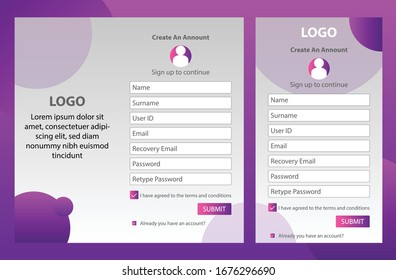 LOGO
Lorem ipsum dolor sit
amet, consectetuer adipi-
scing elit, sed diam
nonummy nibh euismod
tincidunt
Create An Annount
Sign up to continue
Name
Surname
User ID
Email
Recovery Email
Password
Retype Password
I have agreed to the terms and conditions
SUBMIT
Already you have an account?
LOGO
Create An Annount
Sign up to continue
Name
Surname
User ID
Email
Recovery Email
Password
Retype Password
I have agreed to the terms and conditions
SUBMIT
Already you have an account?
shutterstock.com · 1676296690